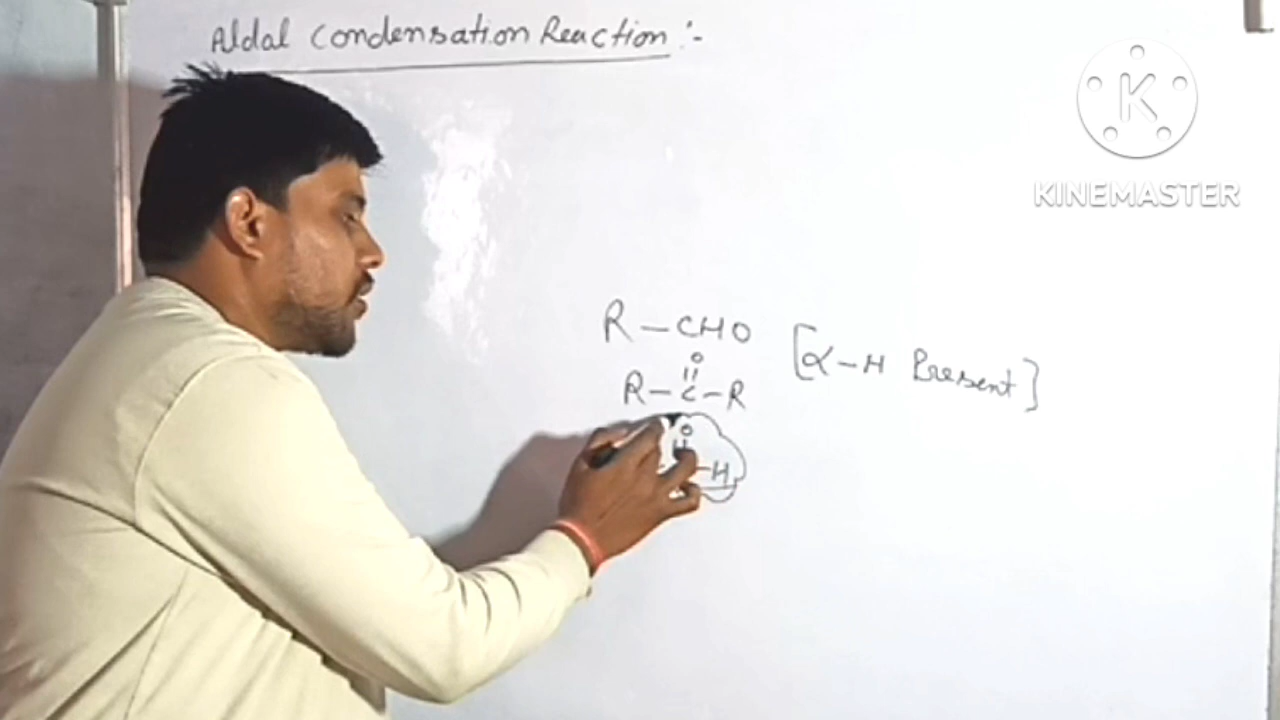 Aldal Condensation Reaction :-
K
KINEMASTER
R – CHO [α – H Present]
O
||
R – C – R
O
||
– H